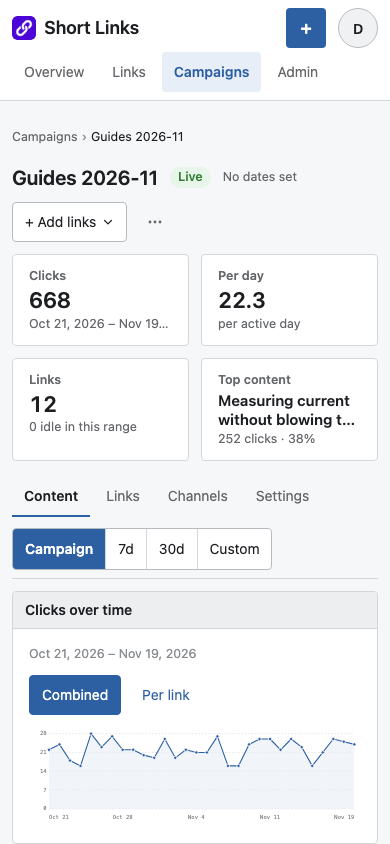 Short Links
+
D
Overview Links Campaigns Admin
Campaigns › Guides 2026-11
Guides 2026-11 Live No dates set
+ Add links
Clicks
668
Oct 21, 2026 – Nov 19...
Per day
22.3
per active day
Links
12
0 idle in this range
Top content
Measuring current
without blowing t...
252 clicks · 38%
Content Links Channels Settings
Campaign 7d 30d Custom
Clicks over time
Oct 21, 2026 – Nov 19, 2026
Combined Per link
28
21
14
7
0
Oct 21 Oct 28 Nov 4 Nov 11 Nov 19